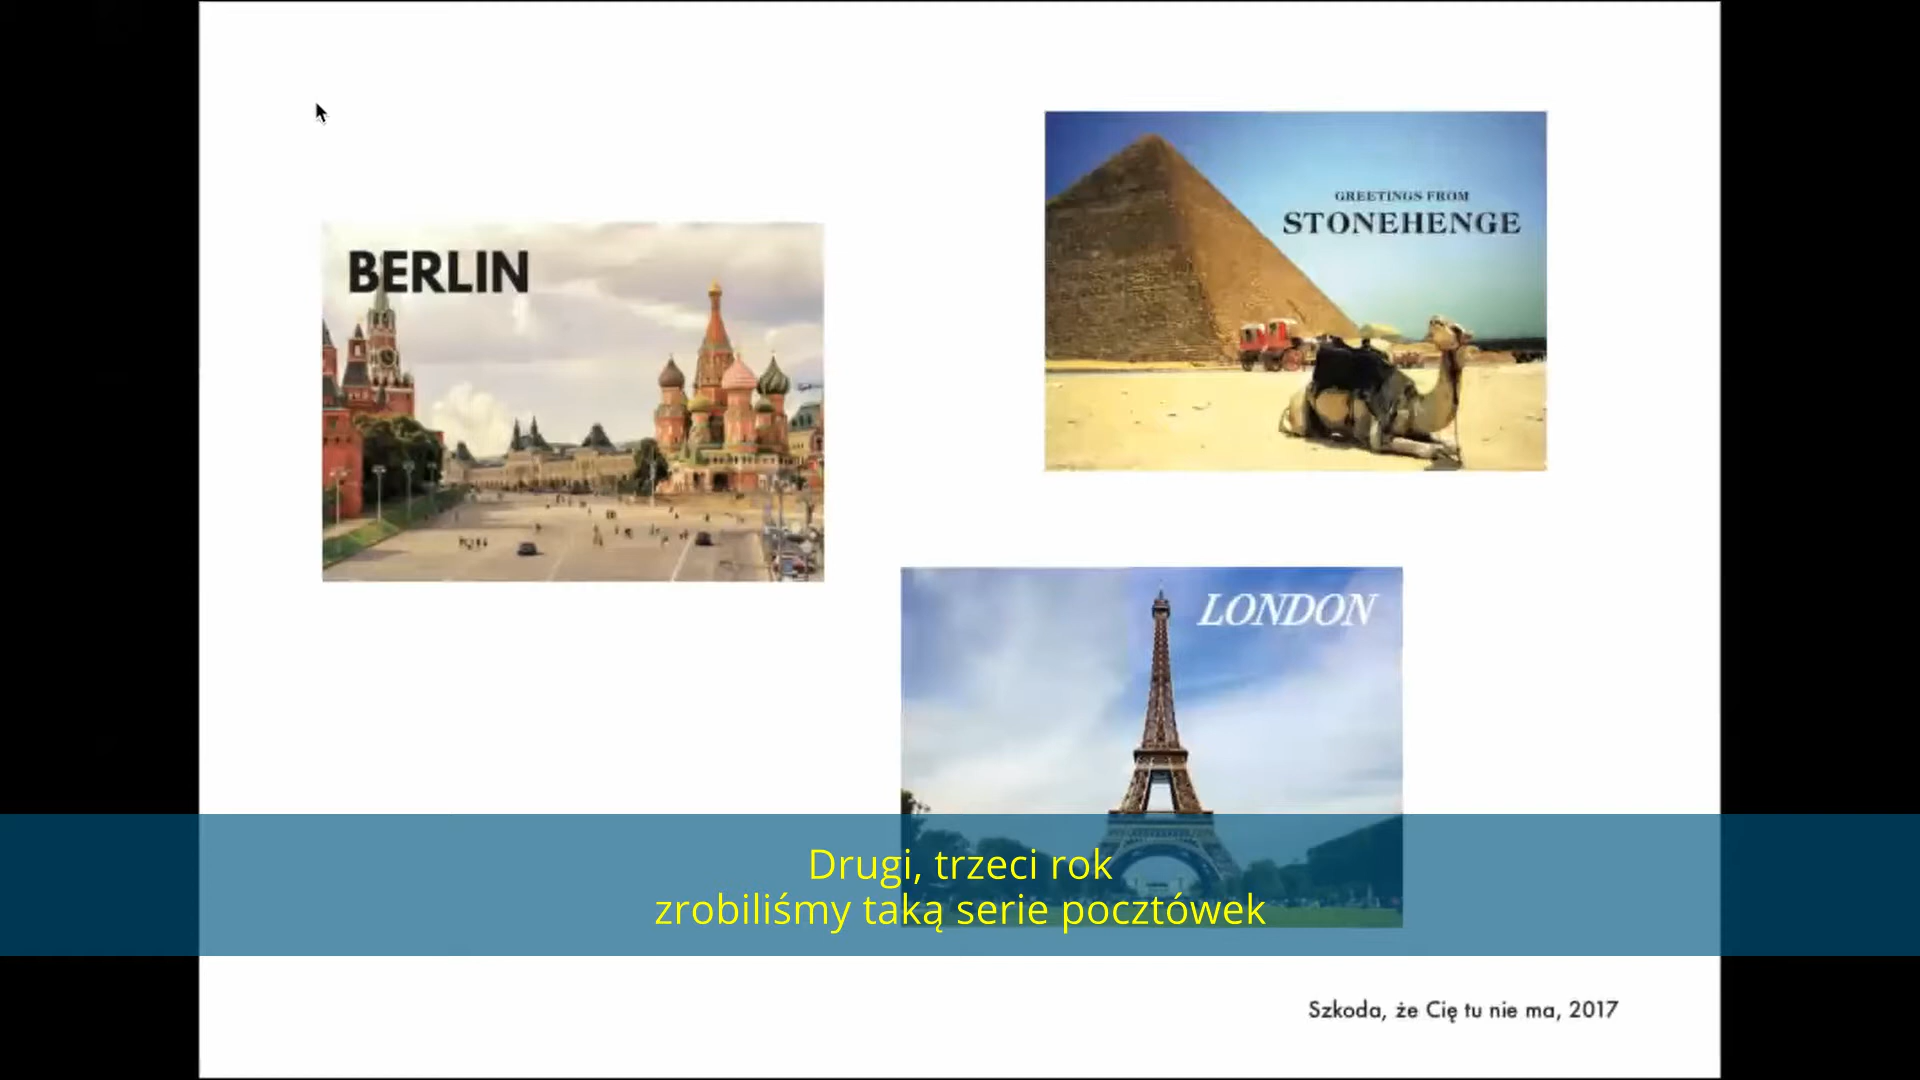 BERLIN
GREETINGS FROM
STONEHENGE
LONDON
Drugi, trzeci rok
zrobiliśmy taką serie pocztówek
Szkoda, że Cię tu nie ma, 2017